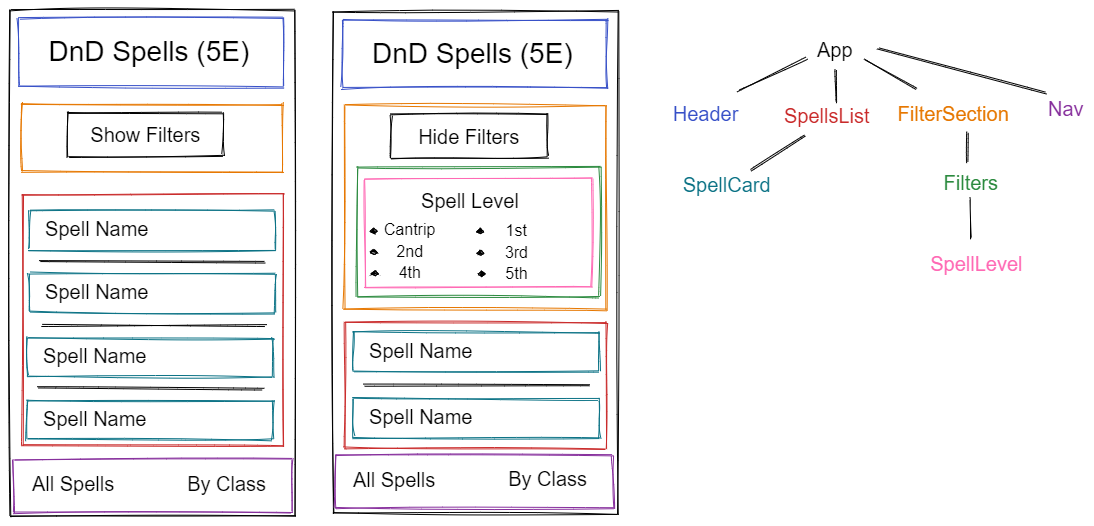 DnD Spells (5E)
Show Filters
Spell Name
Spell Name
Spell Name
Spell Name
All Spells By Class
DnD Spells (5E)
Hide Filters
Spell Level
Cantrip 1st
2nd 3rd
4th 5th
Spell Name
Spell Name
All Spells By Class
App
Header SpellsList FilterSection Nav
SpellCard Filters
SpellLevel